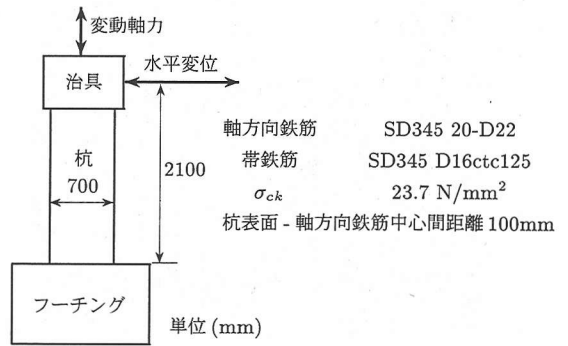 変動軸力
水平変位
治具
杭
700
2100
軸方向鉄筋 SD345 20-D22
帯鉄筋 SD345 D16ctc125
σck 23.7 N/mm²
杭表面 - 軸方向鉄筋中心間距離 100mm
フーチング
単位 (mm)